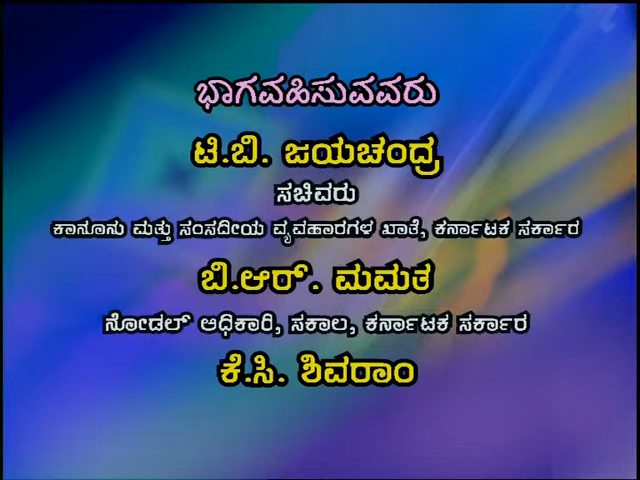 ಭಾಗವಹಿಸುವವರು
ಟಿ.ಬಿ. ಜಯಚಂದ್ರ
ಸಚಿವರು
ಕಾನೂನು ಮತ್ತು ಸಂಸದೀಯ ವ್ಯವಹಾರಗಳ ಖಾತೆ, ಕರ್ನಾಟಕ ಸರ್ಕಾರ
ಬಿ.ಆರ್. ಮಮತ
ನೋಡಲ್ ಅಧಿಕಾರಿ, ಸಕಾಲ, ಕರ್ನಾಟಕ ಸರ್ಕಾರ
ಕೆ.ಸಿ. ಶಿವರಾಂ